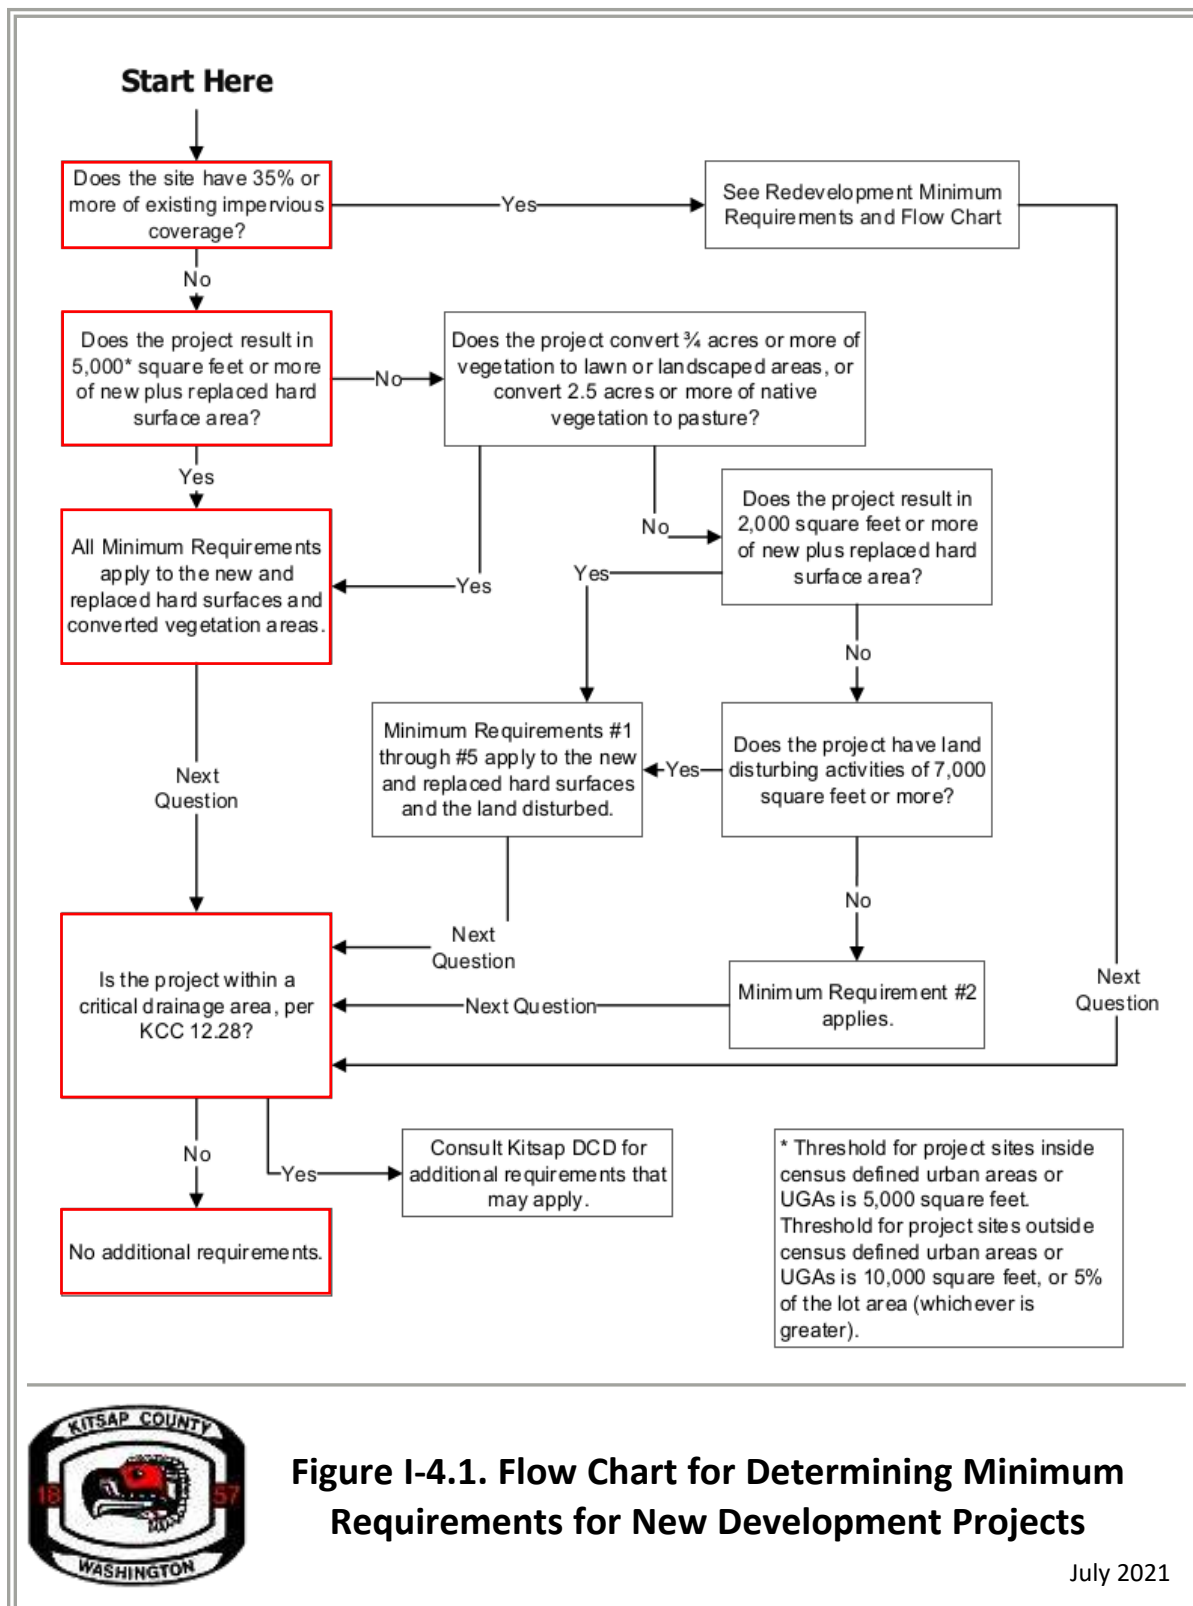 Start Here
Does the site have 35% or
more of existing impervious
coverage?
Yes
See Redevelopment Minimum
Requirements and Flow Chart
No
Does the project result in
5,000* square feet or more
of new plus replaced hard
surface area?
No
Does the project convert ¾ acres or more of
vegetation to lawn or landscaped areas, or
convert 2.5 acres or more of native
vegetation to pasture?
Yes
All Minimum Requirements
apply to the new and
replaced hard surfaces and
converted vegetation areas.
Yes
No
Does the project result in
2,000 square feet or more
of new plus replaced hard
surface area?
Yes
No
Minimum Requirements #1
through #5 apply to the new
and replaced hard surfaces
and the land disturbed.
Yes
Does the project have land
disturbing activities of 7,000
square feet or more?
Next
Question
No
Next
Question
Is the project within a
critical drainage area, per
KCC 12.28?
Next Question
Minimum Requirement #2
applies.
Next
Question
No
Yes
Consult Kitsap DCD for
additional requirements that
may apply.
No additional requirements.
* Threshold for project sites inside
census defined urban areas or
UGAs is 5,000 square feet.
Threshold for project sites outside
census defined urban areas or
UGAs is 10,000 square feet, or 5%
of the lot area (whichever is
greater).
KITSAP COUNTY
18 57
WASHINGTON
Figure I-4.1. Flow Chart for Determining Minimum
Requirements for New Development Projects
July 2021